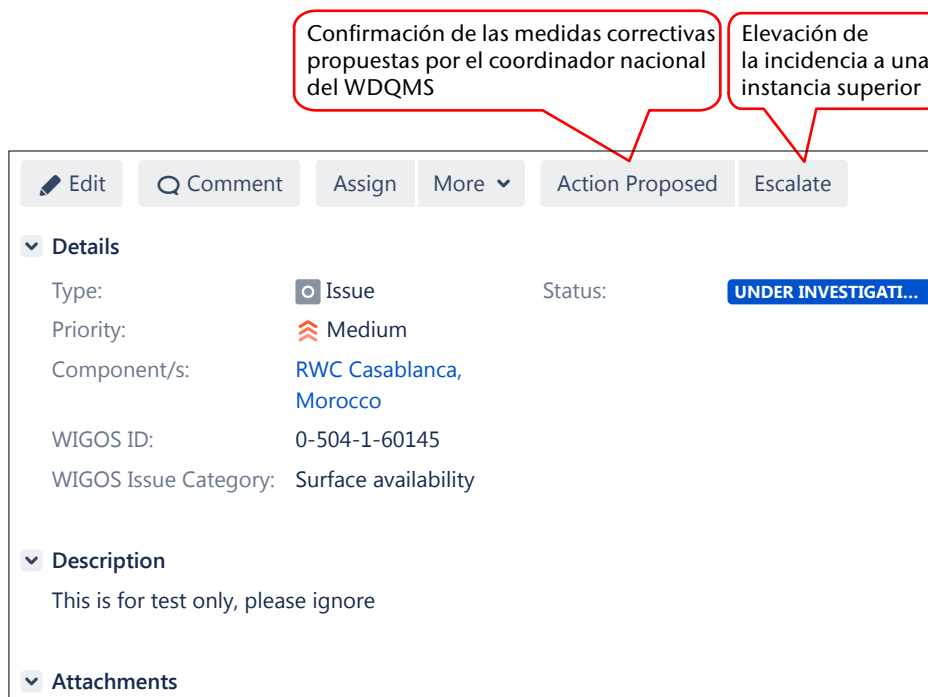 Confirmación de las medidas correctivas
propuestas por el coordinador nacional
del WDQMS
Elevación de
la incidencia a una
instancia superior
Edit Comment Assign More Action Proposed Escalate
Details
Type: Issue Status: UNDER INVESTIGATI...
Priority: Medium
Component/s: RWC Casablanca,
Morocco
WIGOS ID: 0-504-1-60145
WIGOS Issue Category: Surface availability
Description
This is for test only, please ignore
Attachments